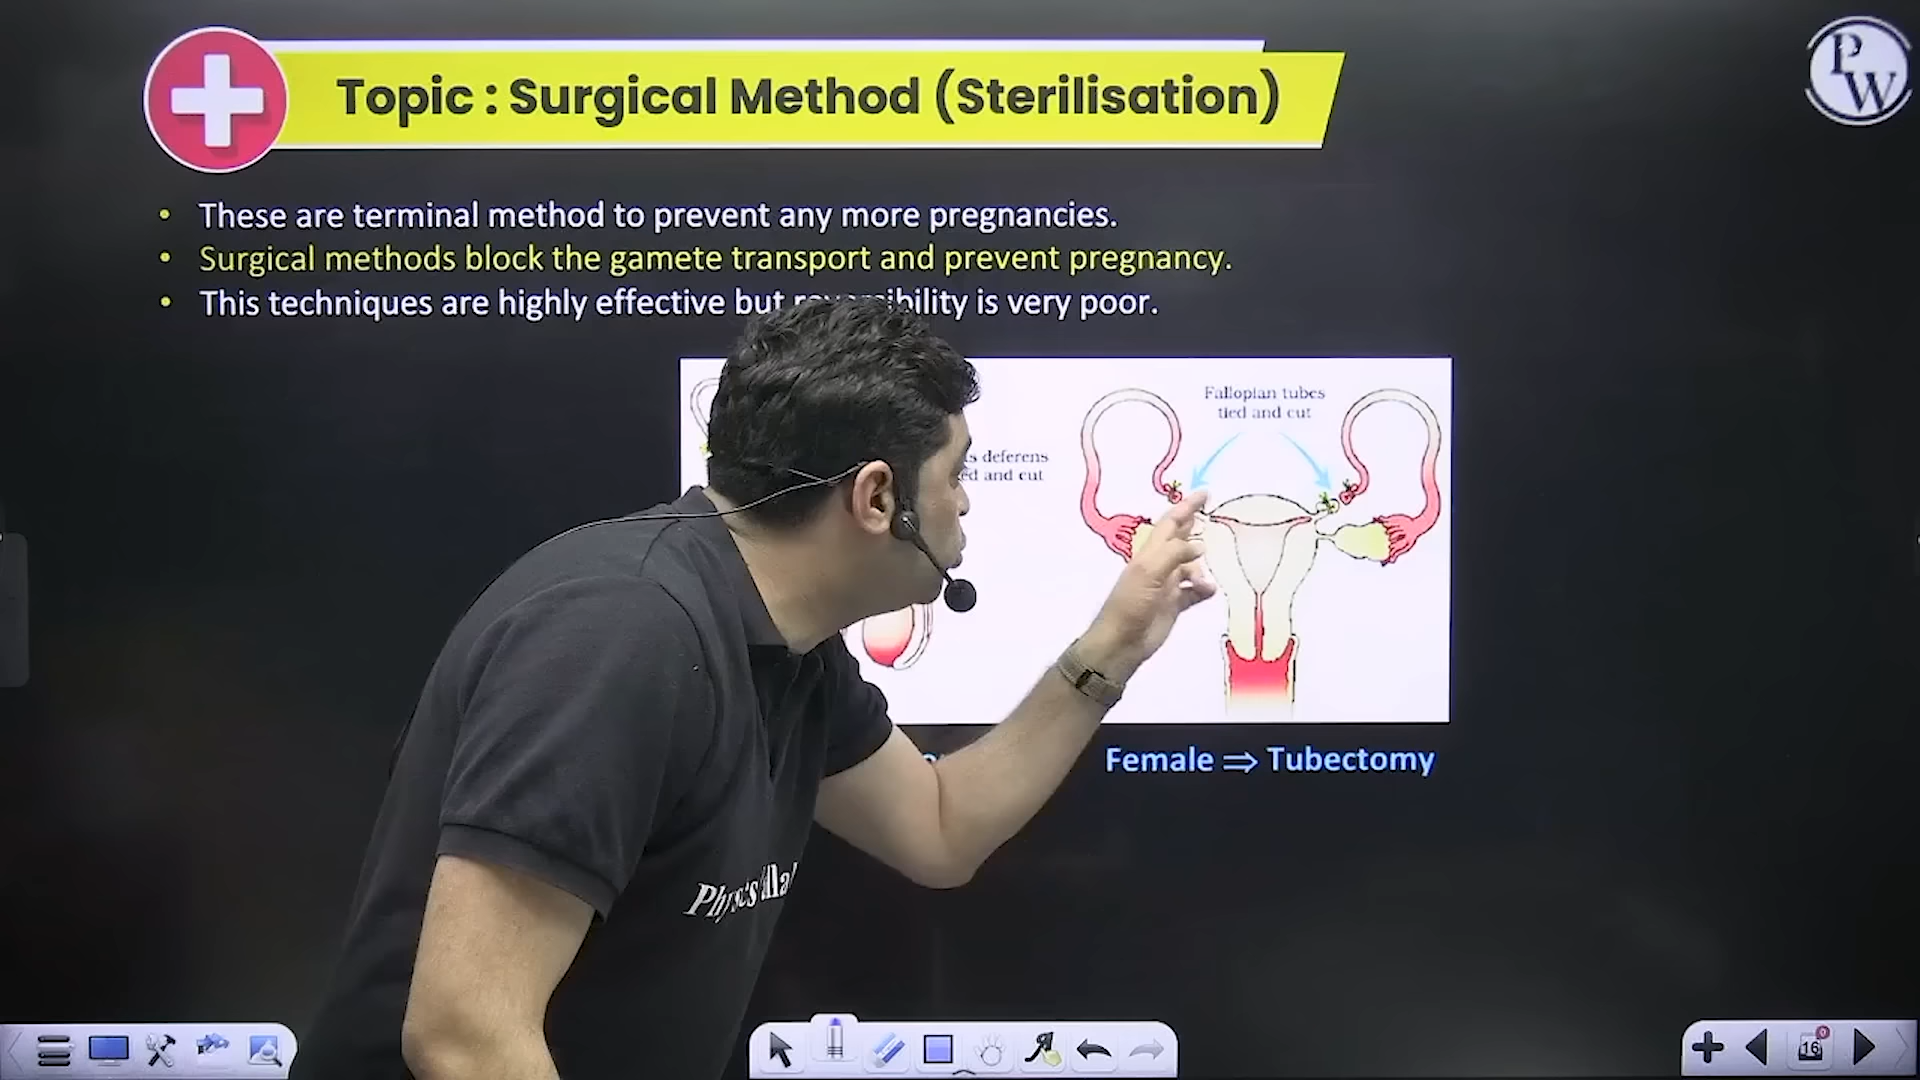 Topic : Surgical Method (Sterilisation)
P
W
• These are terminal method to prevent any more pregnancies.
• Surgical methods block the gamete transport and prevent pregnancy.
• This techniques are highly effective but is very poor.
Fallopian tubes
tied and cut
deferens
and cut
Female ⇒ Tubectomy
16
0